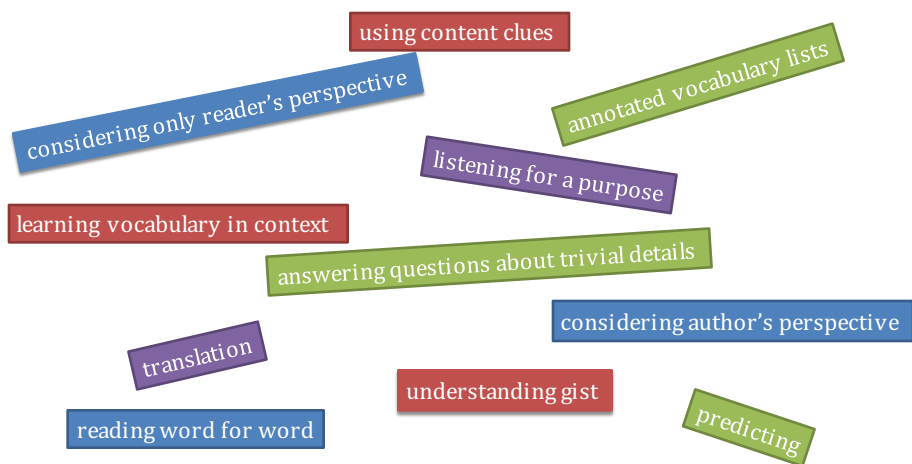 using content clues
considering only reader's perspective
annotated vocabulary lists
listening for a purpose
learning vocabulary in context
answering questions about trivial details
considering author's perspective
translation
understanding gist
reading word for word
predicting